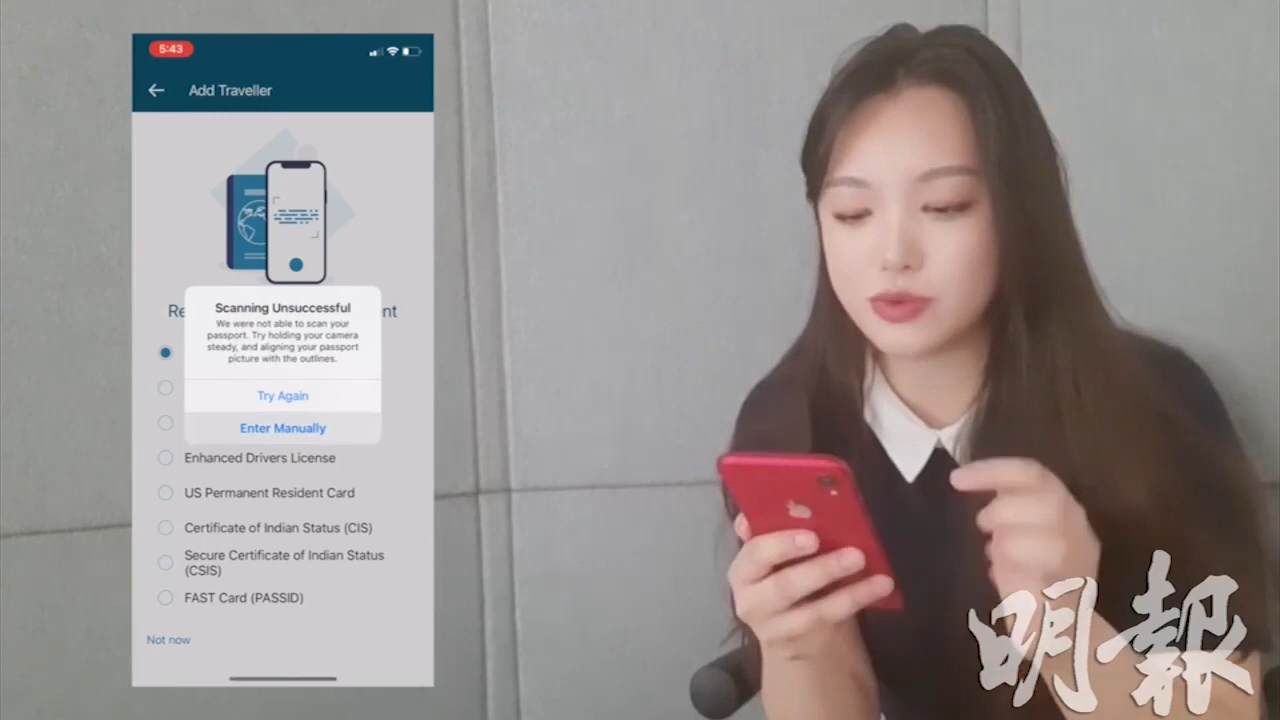 5:43
Add Traveller
Re nt
Scanning Unsuccessful
We were not able to scan your
passport. Try holding your camera
steady, and aligning your passport
picture with the outlines.
Try Again
Enter Manually
Enhanced Drivers License
US Permanent Resident Card
Certificate of Indian Status (CIS)
Secure Certificate of Indian Status
(CSIS)
FAST Card (PASSID)
Not now
明報